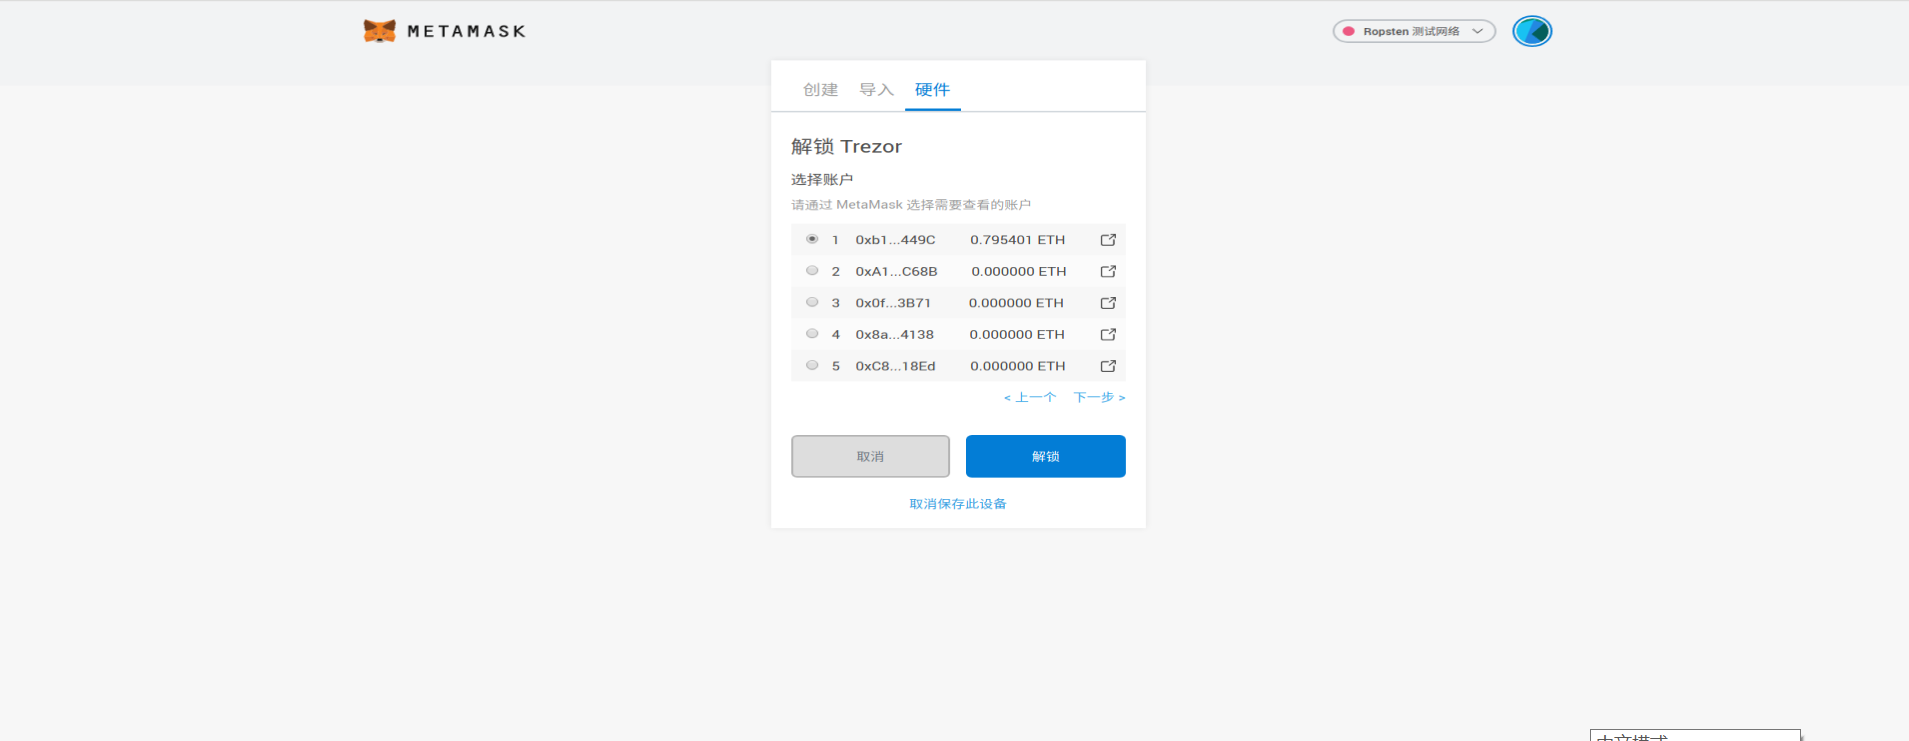 METAMASK
Ropsten 测试网络
创建 导入 硬件
解锁 Trezor
选择账户
请通过 MetaMask 选择需要查看的账户
1 0xb1...449C 0.795401 ETH
2 0xA1...C68B 0.000000 ETH
3 0x0f...3B71 0.000000 ETH
4 0x8a...4138 0.000000 ETH
5 0xC8...18Ed 0.000000 ETH
< 上一个 下一步 >
取消 解锁
取消保存此设备
中文模式